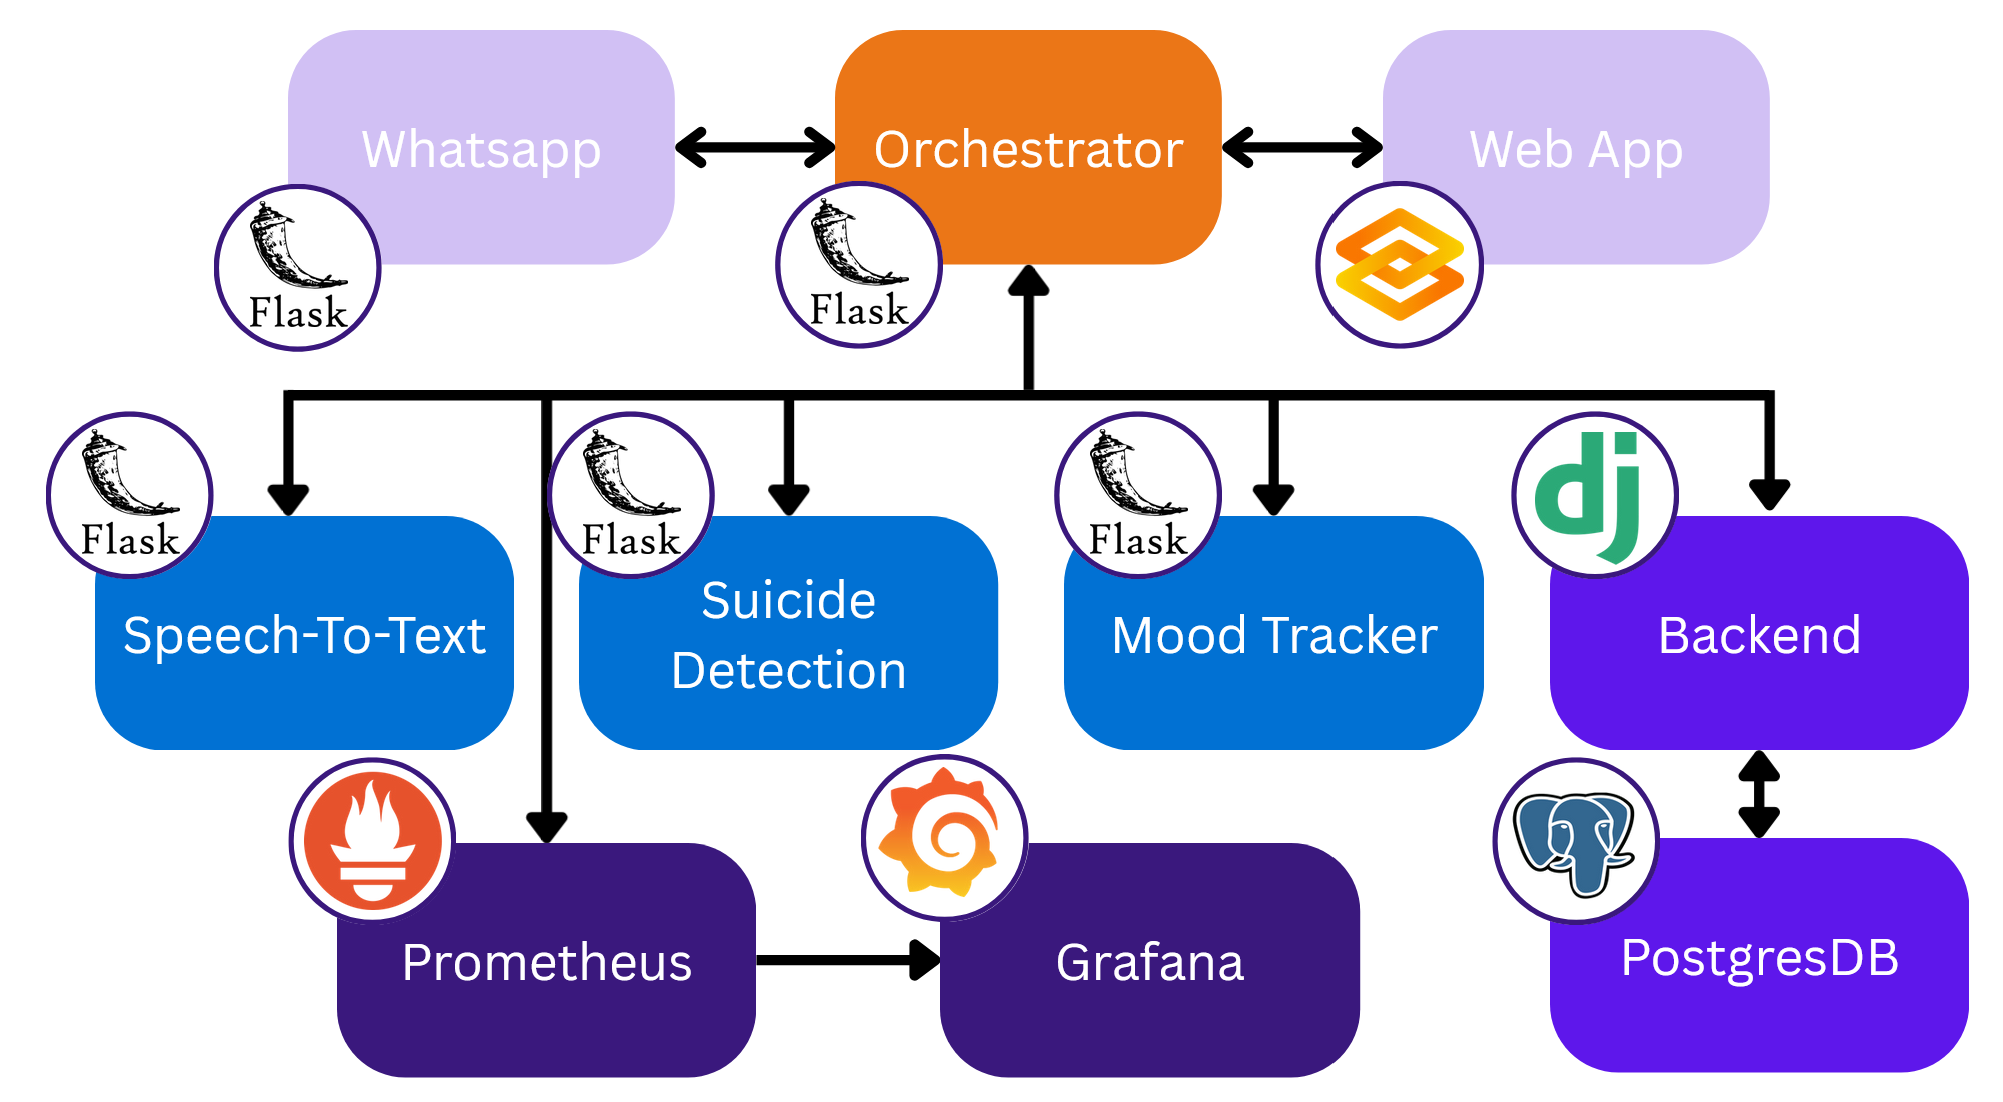 Whatsapp
Orchestrator
Web App
Flask
Flask
Flask
Flask
Flask
Speech-To-Text
Suicide
Detection
Mood Tracker
dj
Backend
Prometheus
Grafana
PostgresDB